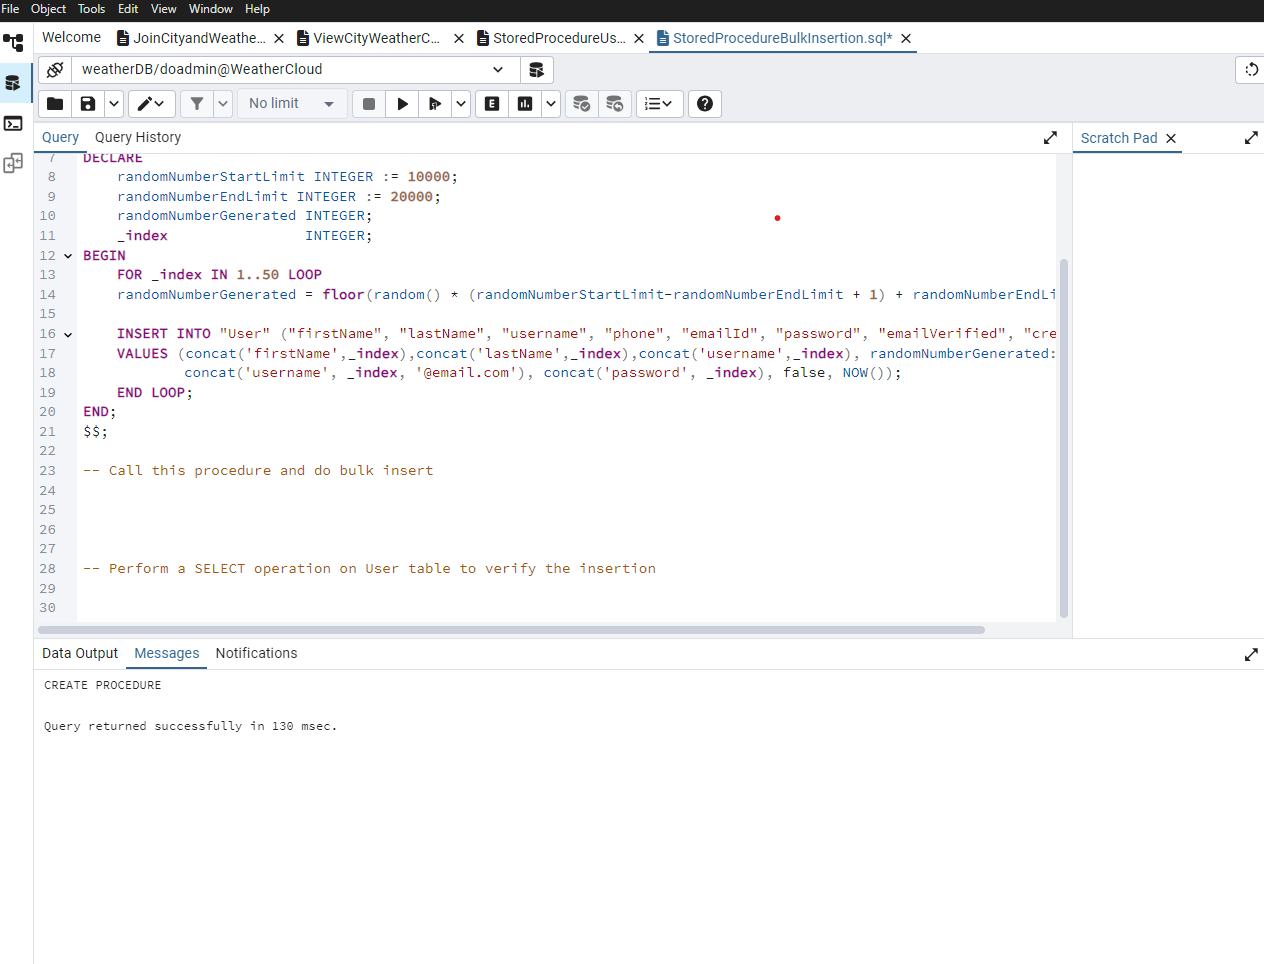 File Object Tools Edit View Window Help
Welcome JoinCityandWeathe... ViewCityWeatherC... StoredProcedureUs... StoredProcedureBulkInsertion.sql*
weatherDB/doadmin@WeatherCloud
No limit
Query Query History Scratch Pad
7 DECLARE
8 randomNumberStartLimit INTEGER := 10000;
9 randomNumberEndLimit INTEGER := 20000;
10 randomNumberGenerated INTEGER;
11 _index INTEGER;
12 BEGIN
13 FOR _index IN 1..50 LOOP
14 randomNumberGenerated = floor(random() * (randomNumberStartLimit-randomNumberEndLimit + 1) + randomNumberEndLi
15
16 INSERT INTO "User" ("firstName", "lastName", "username", "phone", "emailId", "password", "emailVerified", "cre
17 VALUES (concat('firstName',_index),concat('lastName',_index),concat('username',_index), randomNumberGenerated:
18 concat('username', _index, '@email.com'), concat('password', _index), false, NOW());
19 END LOOP;
20 END;
21 $$;
22
23 -- Call this procedure and do bulk insert
24
25
26
27
28 -- Perform a SELECT operation on User table to verify the insertion
29
30
Data Output Messages Notifications
CREATE PROCEDURE
Query returned successfully in 130 msec.